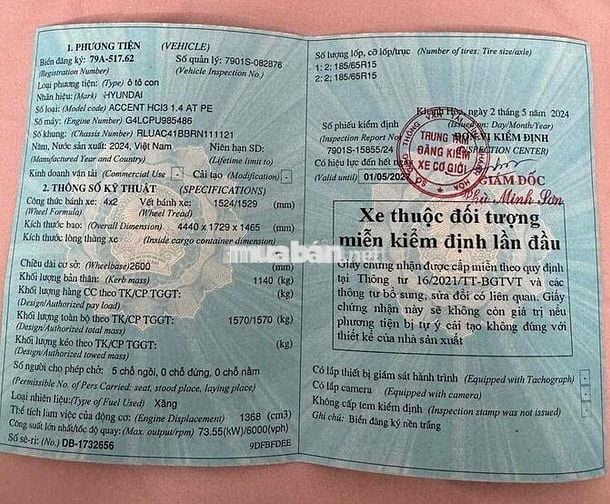 1. PHƯƠNG TIỆN (VEHICLE)
Biển đăng ký: 79A-517.62 Số quản lý: 7901S-082876
(Registration Number) (Vehicle Inspection No.)
Loại phương tiện: (Type) ô tô con
Nhãn hiệu: (Mark) HYUNDAI
Số loại: (Model code) ACCENT HCI3 1.4 AT PE
Số máy: (Engine Number) G4LCPU985486
Số khung: (Chassis Number) RLUAC41BBRN111121
Năm, Nước sản xuất: 2024, Việt Nam Niên hạn SD:
(Manufactured Year and Country) (Lifetime limit to)
Kinh doanh vận tải (Commercial Use) - Cải tạo (Modification) -
2. THÔNG SỐ KỸ THUẬT (SPECIFICATIONS)
Công thức bánh xe: 4x2 Vết bánh xe: 1524/1529 (mm)
(Wheel Formula) (Wheel Tread)
Kích thước bao: (Overall Dimension) 4440 x 1729 x 1465 (mm)
Kích thước lòng thùng xe: (mm)
(Inside cargo container dimension)
Chiều dài cơ sở: (Wheelbase) 2600 (mm)
Khối lượng bản thân: (Kerb mass) 1140 (kg)
Khối lượng hàng CC theo TK/CP TGGT: (kg)
(Design/Authorized pay load)
Khối lượng toàn bộ theo TK/CP TGGT: 1570/1570 (kg)
(Design/Authorized total mass)
Khối lượng kéo theo TK/CP TGGT: (kg)
(Design/Authorized towed mass)
Số người cho phép chở: 5 chỗ ngồi, 0 chỗ đứng, 0 chỗ nằm
(Permissible No. of Pers Carried: seat, stood place, laying place)
Loại nhiên liệu: (Type of Fuel Used) Xăng
Thể tích làm việc của động cơ: (Engine Displacement) 1368 (cm3)
Công suất lớn nhất/tốc độ quay: (Max. output/rpm) 73.55(kW)/6000(vph)
Số sê-ri: (No.) DB-1732656 9DFBFDEE
Số lượng lốp, cỡ lốp/trục (Number of tires: Tire size/axle)
1: 2; 185/65R15
2: 2; 185/65R15
Khánh Hòa, ngày 2 tháng 5 năm 2024
(Issued on: Day/Month/Year)
Số phiếu kiểm định ĐƠN VỊ KIỂM ĐỊNH
(Inspection Report No)
7901S-15855/24
Có hiệu lực đến hết ngày
(Valid until)
TRUNG TÂM
ĐĂNG KIỂM
XE CƠ GIỚI
GIÁM ĐỐC
Xe thuộc đối tượng
miễn kiểm định lần đầu
Giấy chứng nhận được cấp miễn theo quy định
tại Thông tư 16/2021/TT-BGTVT và các
thông tư bổ sung, sửa đổi có liên quan. Giấy
chứng nhận này sẽ không còn giá trị nếu
phương tiện bị tự ý cải tạo không đúng với
thiết kế của nhà sản xuất
Có lắp thiết bị giám sát hành trình (Equipped with Tachograph) -
Có lắp camera (Equipped with camera) -
Không cấp tem kiểm định (Inspection stamp was not issued) -
Ghi chú: Biển đăng ký nền trắng
muaban.net